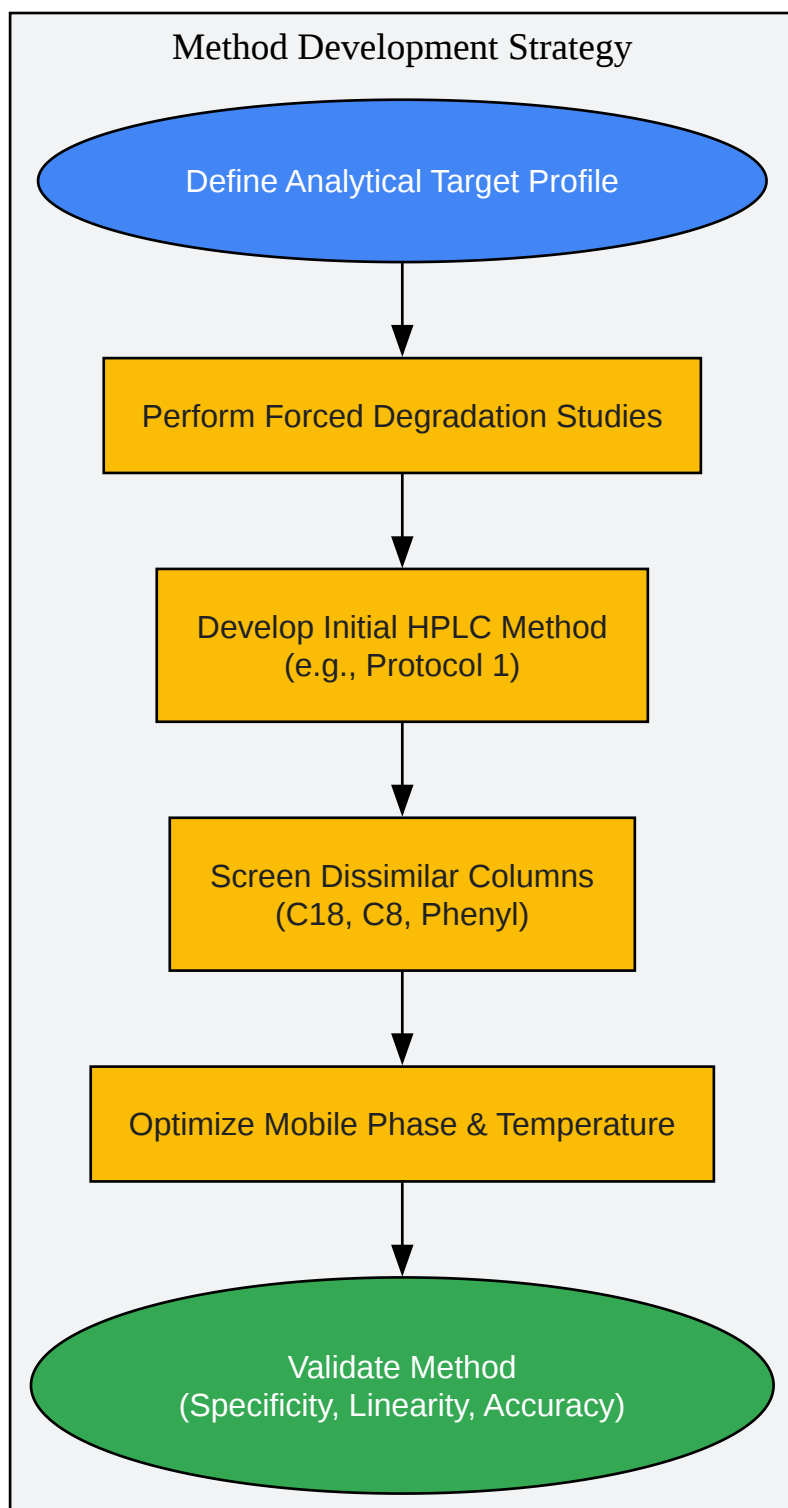 Method Development Strategy
Define Analytical Target Profile
Perform Forced Degradation Studies
Develop Initial HPLC Method
(e.g., Protocol 1)
Screen Dissimilar Columns
(C18, C8, Phenyl)
Optimize Mobile Phase & Temperature
Validate Method
(Specificity, Linearity, Accuracy)